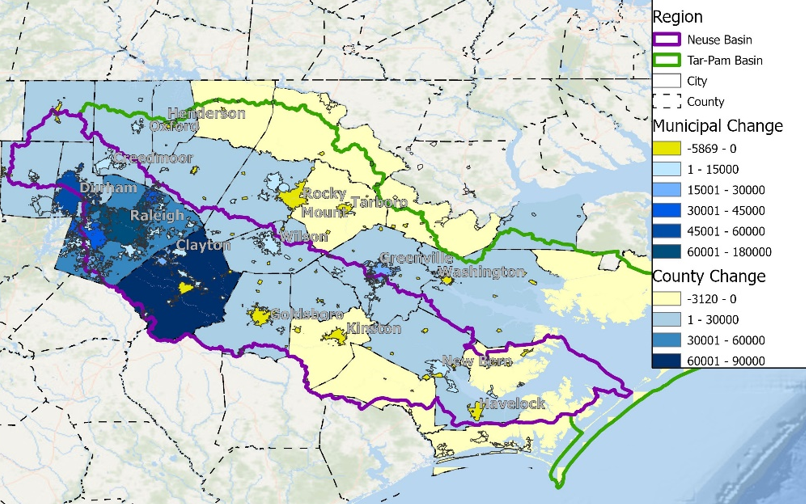 Region
Neuse Basin
Tar-Pam Basin
City
County
Municipal Change
-5869 - 0
1 - 15000
15001 - 30000
30001 - 45000
45001 - 60000
60001 - 180000
County Change
-3120 - 0
1 - 30000
30001 - 60000
60001 - 90000
Henderson
Oxford
Creedmoor
Durham
Rocky
Mount
Tarboro
Raleigh
Wilson
Clayton
Greenville
Washington
Goldsboro
Kinston
New Bern
Havelock